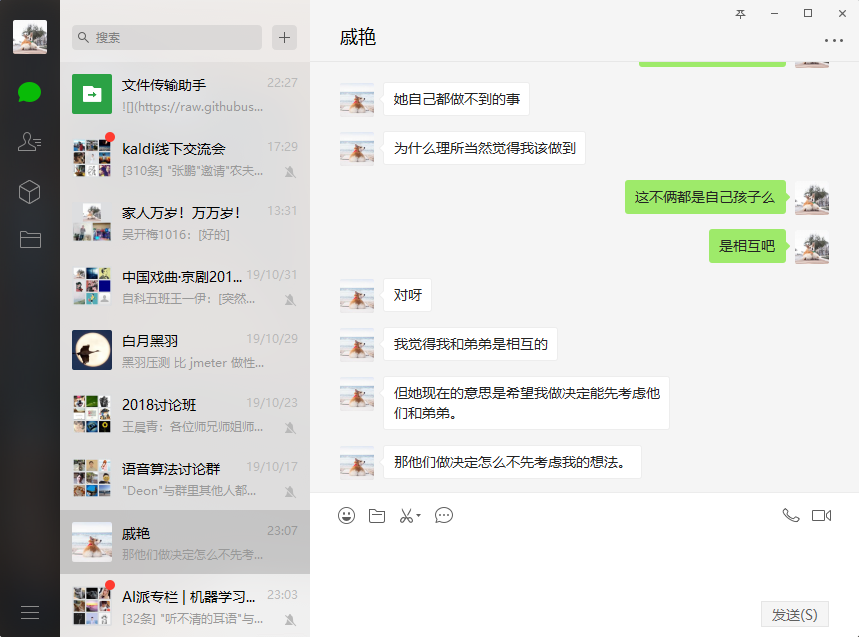 搜索
文件传输助手 22:27
![](https://raw.githubus...
kaldi线下交流会 17:29
[310条] "张鹏"邀请"农夫...
家人万岁！万万岁！ 13:31
吴开梅1016：[好的]
中国戏曲·京剧201... 19/10/31
自科五班王一伊：[突然...
白月黑羽 19/10/29
黑羽压测 比 jmeter 做性...
2018讨论班 19/10/23
王晨青：各位师兄师姐师...
语音算法讨论群 19/10/17
"Deon"与群里其他人都...
戚艳 23:07
那他们做决定怎么不先考...
AI派专栏 | 机器学习... 23:03
[32条] "听不清的耳语"与...
戚艳
她自己都做不到的事
为什么理所当然觉得我该做到
这不俩都是自己孩子么
是相互吧
对呀
我觉得我和弟弟是相互的
但她现在的意思是希望我做决定能先考虑他
们和弟弟。
那他们做决定怎么不先考虑我的想法。
发送(S)